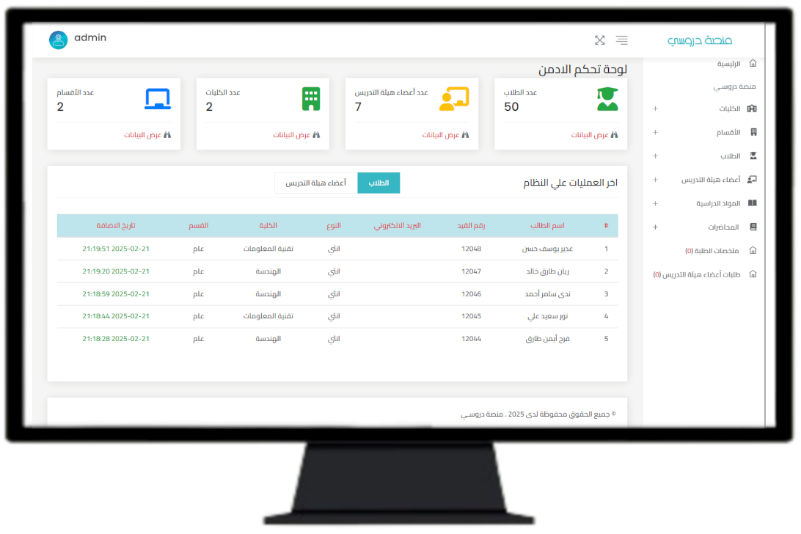 منصة دروسي
admin
الرئيسية
منصة دروسي
الكليات +
الأقسام +
الطلاب +
أعضاء هيئة التدريس +
المواد الدراسية +
المحاضرات +
ملخصات الطلبة (0)
طلبات أعضاء هيئة التدريس (0)
لوحة تحكم الادمن
عدد الطلاب
50
عرض البيانات
عدد أعضاء هيئة التدريس
7
عرض البيانات
عدد الكليات
2
عرض البيانات
عدد الأقسام
2
عرض البيانات
اخر العمليات علي النظام
الطلاب أعضاء هيئة التدريس
# اسم الطالب رقم القيد البريد الالكتروني النوع الكلية القسم تاريخ الاضافة
1 غدير يوسف حسن 12048 انثي تقنية المعلومات عام 2025-02-21 21:19:51
2 ريان طارق خالد 12047 انثي الهندسة عام 2025-02-21 21:19:20
3 ندى سامر أحمد 12046 انثي الهندسة عام 2025-02-21 21:18:59
4 نور سعيد علي 12045 انثي تقنية المعلومات عام 2025-02-21 21:18:44
5 فرح أيمن طارق 12044 انثي الهندسة عام 2025-02-21 21:18:28
© جميع الحقوق محفوظة لدى 2025 . منصة دروسي